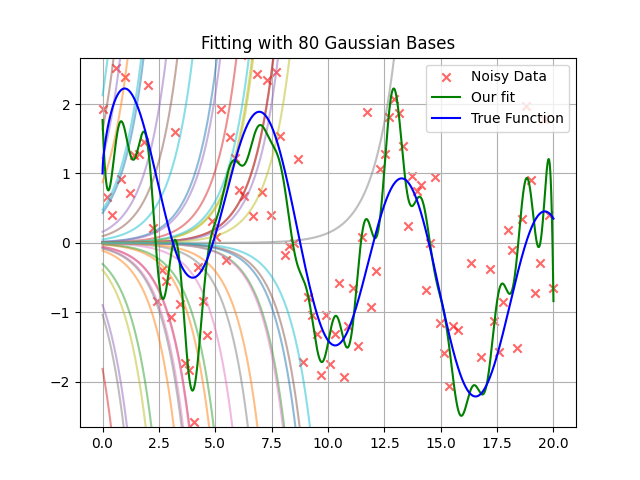 Fitting with 80 Gaussian Bases
Noisy Data
Our fit
True Function
2
1
0
−1
−2
0.0 2.5 5.0 7.5 10.0 12.5 15.0 17.5 20.0